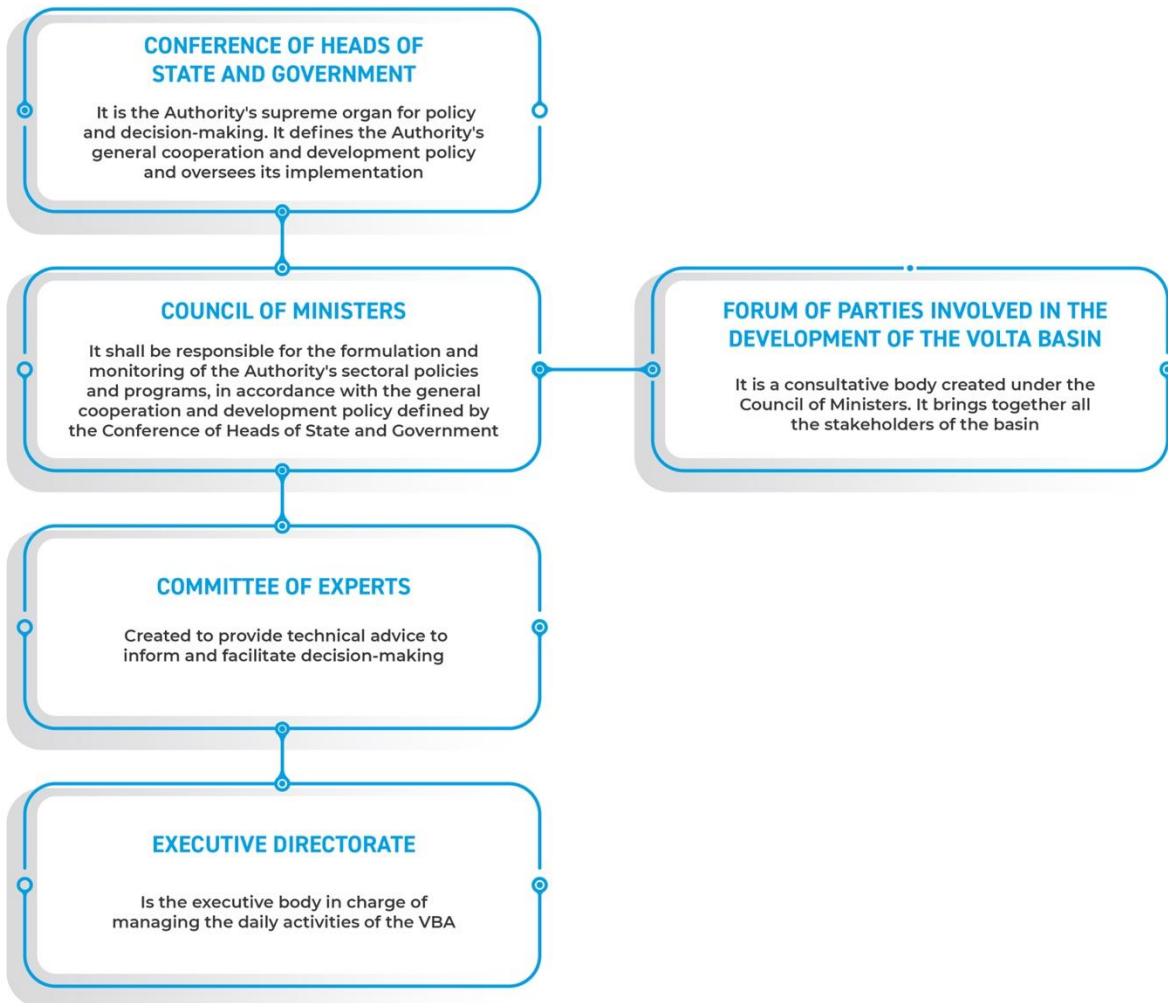 CONFERENCE OF HEADS OF
STATE AND GOVERNMENT
It is the Authority's supreme organ for policy
and decision-making. It defines the Authority's
general cooperation and development policy
and oversees its implementation
COUNCIL OF MINISTERS
It shall be responsible for the formulation and
monitoring of the Authority's sectoral policies
and programs, in accordance with the general
cooperation and development policy defined by
the Conference of Heads of State and Government
FORUM OF PARTIES INVOLVED IN THE
DEVELOPMENT OF THE VOLTA BASIN
It is a consultative body created under the
Council of Ministers. It brings together all
the stakeholders of the basin
COMMITTEE OF EXPERTS
Created to provide technical advice to
inform and facilitate decision-making
EXECUTIVE DIRECTORATE
Is the executive body in charge of
managing the daily activities of the VBA